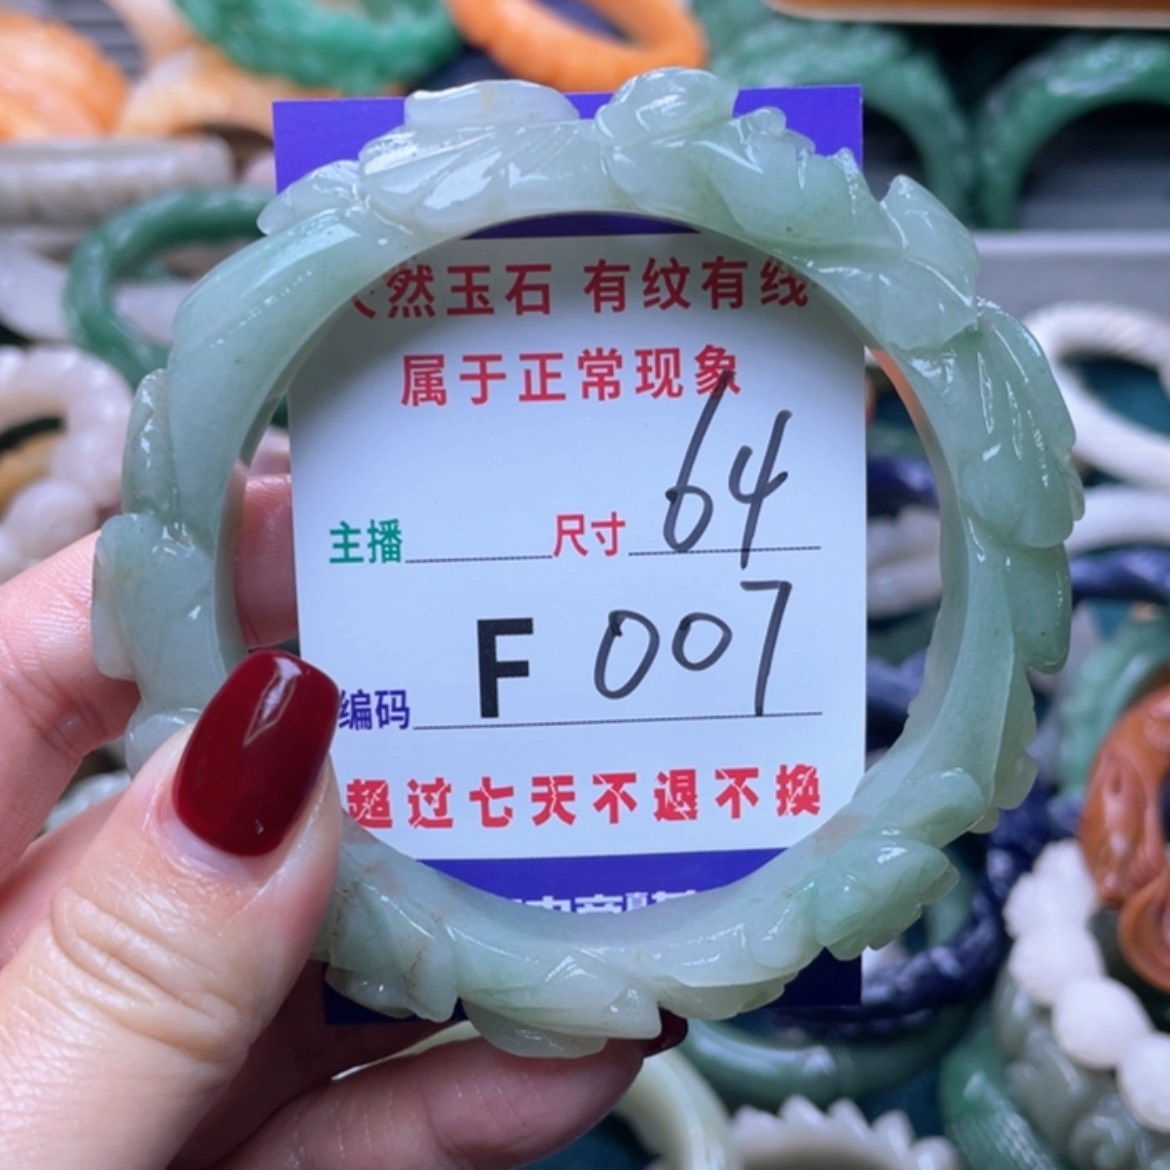 然玉石 有纹有线
属于正常现象
主播 尺寸 64
编码 F 007
超过七天不退不换